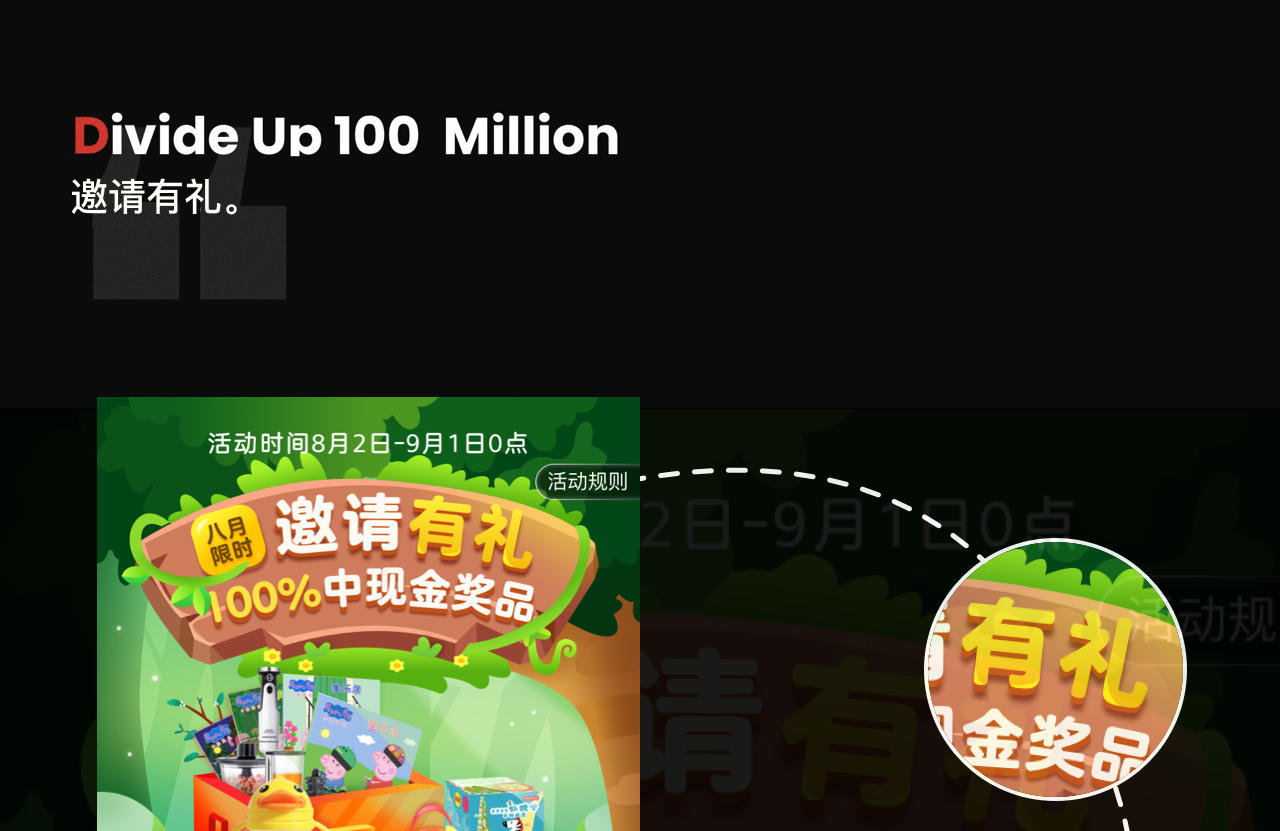 Divide Up 100 Million
邀请有礼。
活动时间8月2日-9月1日0点
活动规则
八月
限时
邀请有礼
100%中现金奖品
2日-9月1日0点
活动规
请有礼
有礼
金奖品